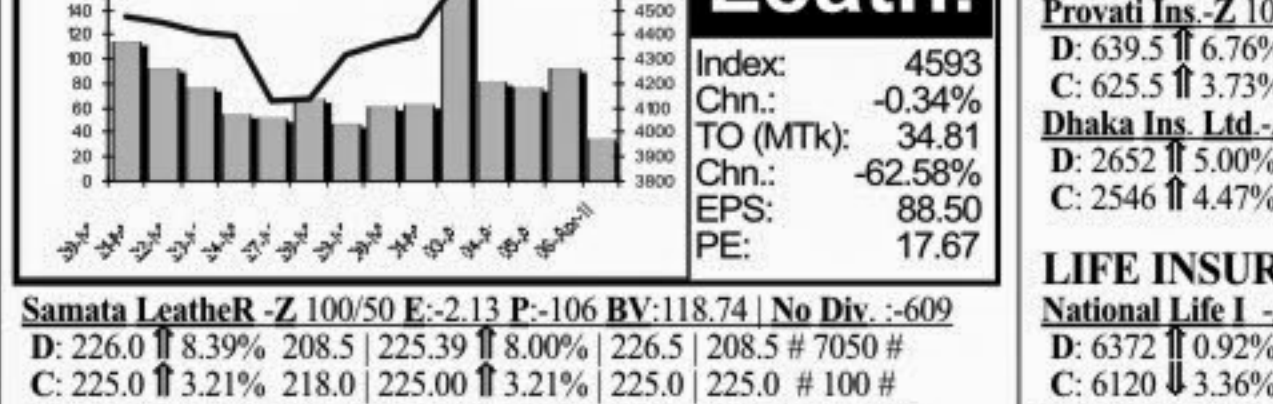 140
120
100
80
60
40
20
0
4500
4400
4300
4200
4100
4000
3900
3800
Leath.
Index: 4593
Chn.: -0.34%
TO (MTk): 34.81
Chn.: -62.58%
EPS: 88.50
PE: 17.67
Samata LeatheR -Z 100/50 E:-2.13 P:-106 BV:118.74 | No Div. :-609
D: 226.0 ⇑ 8.39% 208.5 | 225.39 ⇑ 8.00% | 226.5 | 208.5 # 7050 #
C: 225.0 ⇑ 3.21% 218.0 | 225.00 ⇑ 3.21% | 225.0 | 225.0 # 100 #
Provati Ins.-Z 10
D: 639.5 ⇑ 6.76%
C: 625.5 ⇑ 3.73%
Dhaka Ins. Ltd.-
D: 2652 ⇑ 5.00%
C: 2546 ⇑ 4.47%
LIFE INSUR
National Life I -
D: 6372 ⇑ 0.92%
C: 6120 ⇓ 3.36%